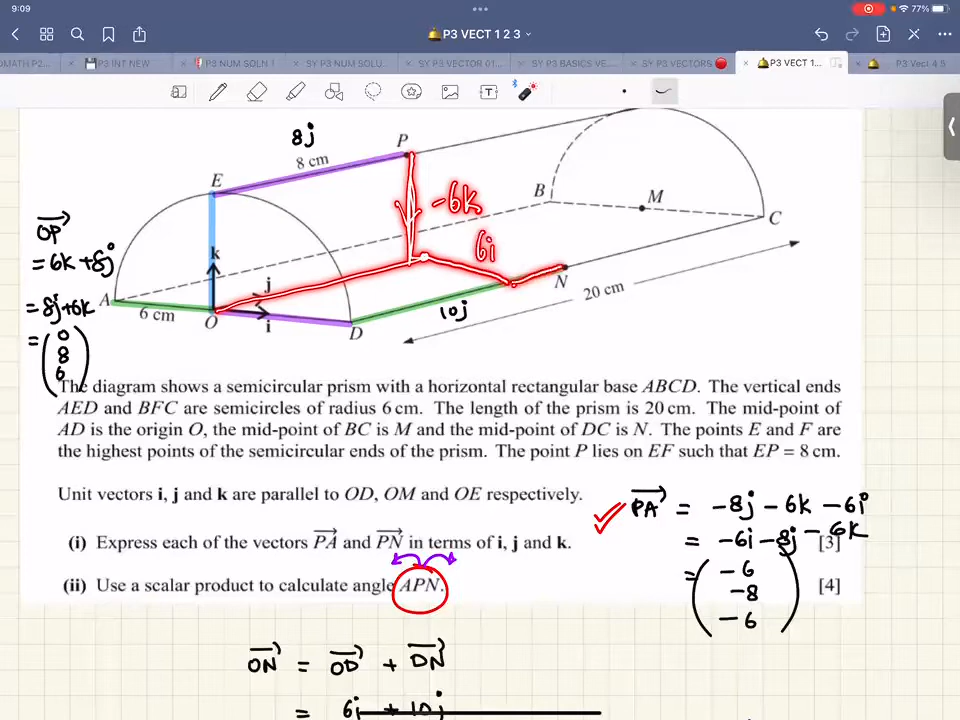 9:09
77%
P3 VECT 1 2 3
OMATH P2...
P3 INT NEW
P3 NUM SOLN !
SY P3 NUM SOLU...
SY P3 VECTOR 01...
SY P3 BASICS VE...
SY P3 VECTORS
P3 VECT 1...
P3 Vect 4 5
8j
8 cm
P
E
-6k
6i
B
M
C
OP
= 6k + 8j
= 8j + 6k
= (0 8 6)
k
j
i
A
6 cm
O
D
10j
N
20 cm
The diagram shows a semicircular prism with a horizontal rectangular base ABCD. The vertical ends
AED and BFC are semicircles of radius 6 cm. The length of the prism is 20 cm. The mid-point of
AD is the origin O, the mid-point of BC is M and the mid-point of DC is N. The points E and F are
the highest points of the semicircular ends of the prism. The point P lies on EF such that EP = 8 cm.
Unit vectors i, j and k are parallel to OD, OM and OE respectively.
(i) Express each of the vectors PA and PN in terms of i, j and k. [3]
(ii) Use a scalar product to calculate angle APN. [4]
PA = -8j - 6k - 6i
= -6i - 8j - 6k
= (-6 -8 -6)
ON = OD + DN
= 6i + 10j